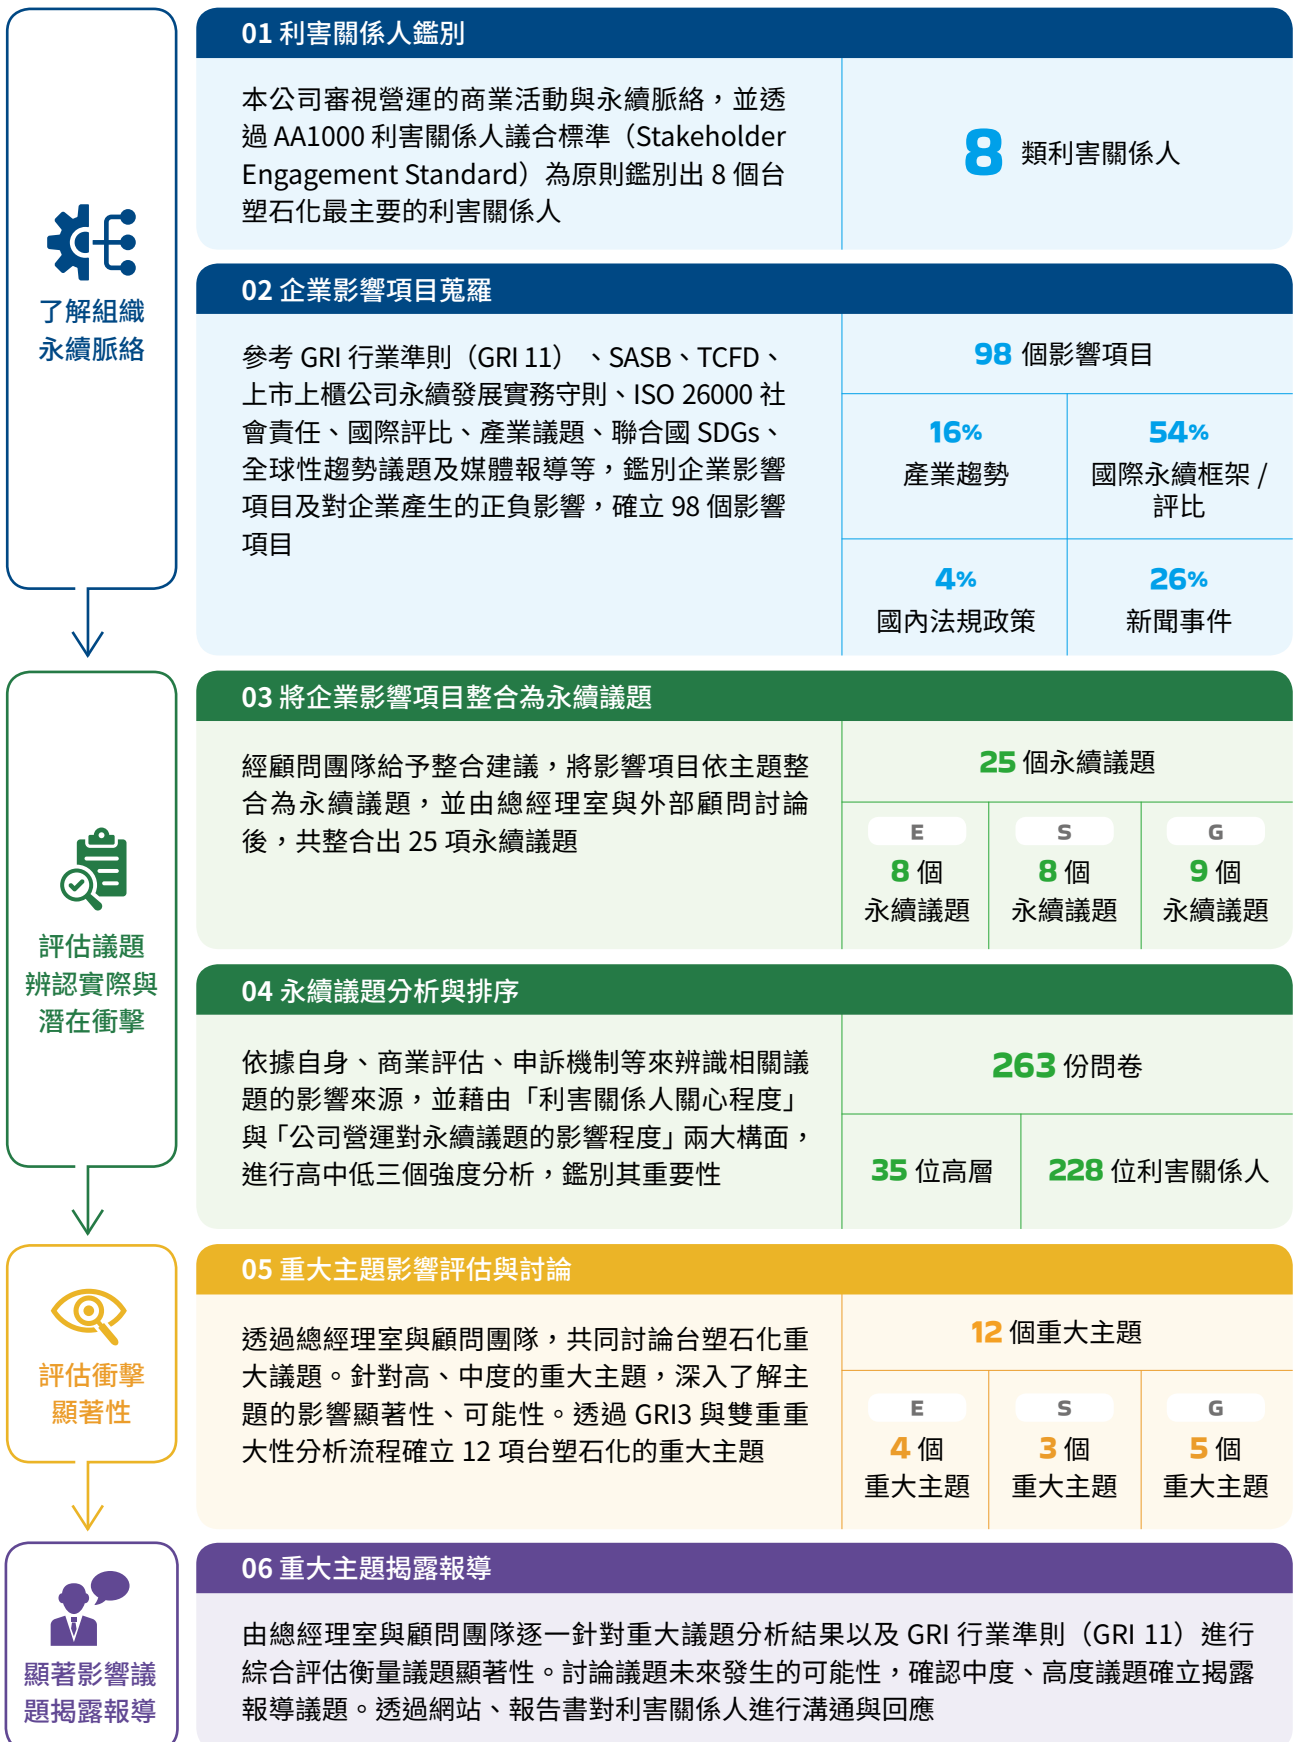 了解組織
永續脈絡
01 利害關係人鑑別
本公司審視營運的商業活動與永續脈絡，並透
過 AA1000 利害關係人議合標準（Stakeholder
Engagement Standard）為原則鑑別出 8 個台
塑石化最主要的利害關係人
8 類利害關係人
02 企業影響項目蒐羅
參考 GRI 行業準則（GRI 11）、SASB、TCFD、
上市上櫃公司永續發展實務守則、ISO 26000 社
會責任、國際評比、產業議題、聯合國 SDGs、
全球性趨勢議題及媒體報導等，鑑別企業影響
項目及對企業產生的正負影響，確立 98 個影響
項目
98 個影響項目
16%
產業趨勢
54%
國際永續框架 /
評比
4%
國內法規政策
26%
新聞事件
評估議題
辨認實際與
潛在衝擊
03 將企業影響項目整合為永續議題
經顧問團隊給予整合建議，將影響項目依主題整
合為永續議題，並由總經理室與外部顧問討論
後，共整合出 25 項永續議題
25 個永續議題
E
8 個
永續議題
S
8 個
永續議題
G
9 個
永續議題
04 永續議題分析與排序
依據自身、商業評估、申訴機制等來辨識相關議
題的影響來源，並藉由「利害關係人關心程度」
與「公司營運對永續議題的影響程度」兩大構面，
進行高中低三個強度分析，鑑別其重要性
263 份問卷
35 位高層
228 位利害關係人
評估衝擊
顯著性
05 重大主題影響評估與討論
透過總經理室與顧問團隊，共同討論台塑石化重
大議題。針對高、中度的重大主題，深入了解主
題的影響顯著性、可能性。透過 GRI3 與雙重重
大性分析流程確立 12 項台塑石化的重大主題
12 個重大主題
E
4 個
重大主題
S
3 個
重大主題
G
5 個
重大主題
顯著影響議
題揭露報導
06 重大主題揭露報導
由總經理室與顧問團隊逐一針對重大議題分析結果以及 GRI 行業準則（GRI 11）進行
綜合評估衡量議題顯著性。討論議題未來發生的可能性，確認中度、高度議題確立揭露
報導議題。透過網站、報告書對利害關係人進行溝通與回應